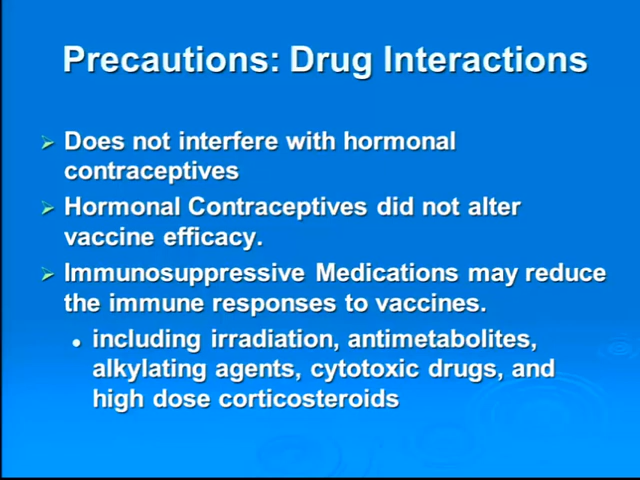 Precautions: Drug Interactions
Does not interfere with hormonal
contraceptives
Hormonal Contraceptives did not alter
vaccine efficacy.
Immunosuppressive Medications may reduce
the immune responses to vaccines.
including irradiation, antimetabolites,
alkylating agents, cytotoxic drugs, and
high dose corticosteroids